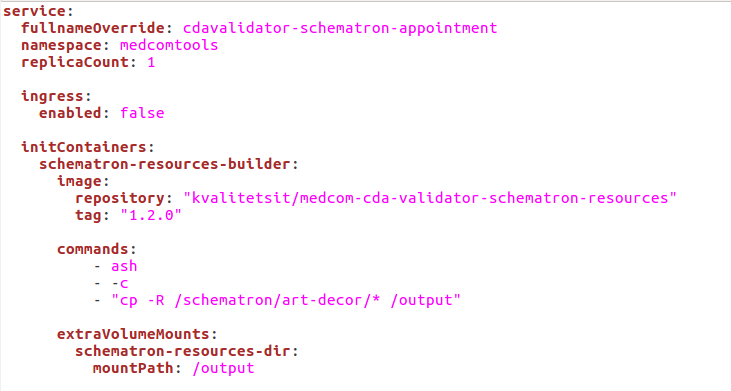 service:
  fullnameOverride: cdavalidator-schematron-appointment
  namespace: medcomtools
  replicaCount: 1

  ingress:
    enabled: false

  initContainers:
    schematron-resources-builder:
      image:
        repository: "kvalitetsit/medcom-cda-validator-schematron-resources"
        tag: "1.2.0"

      commands:
          - ash
          - -c
          - "cp -R /schematron/art-decor/* /output"

      extraVolumeMounts:
        schematron-resources-dir:
          mountPath: /output